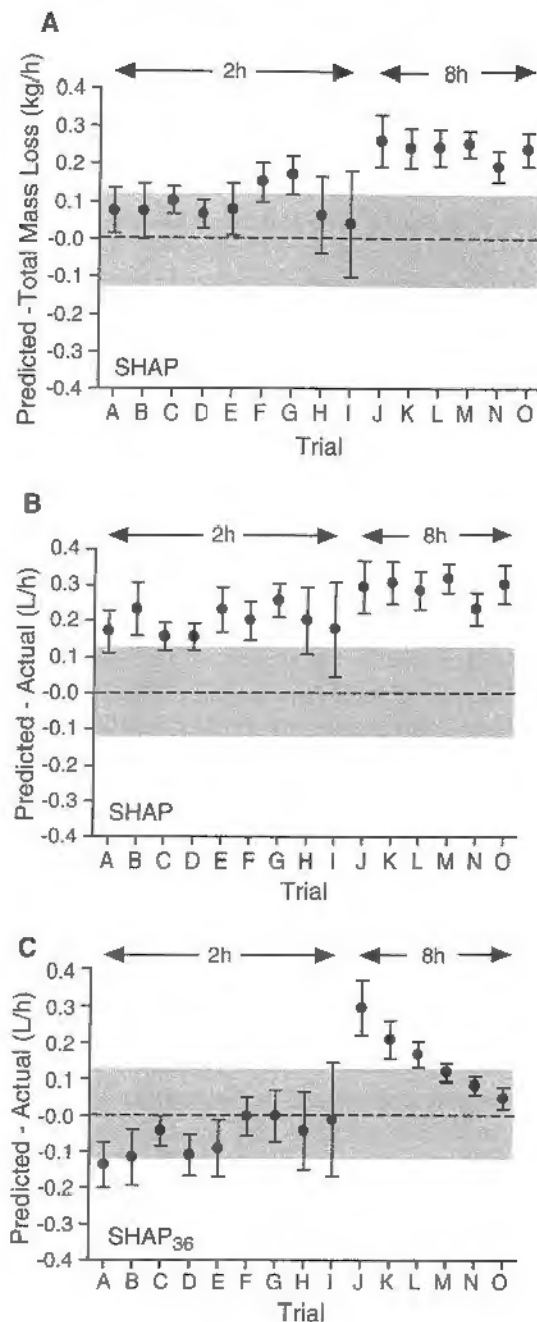 A
2h 8h
Predicted -Total Mass Loss (kg/h)
0.4
0.3
0.2
0.1
-0.0
-0.1
-0.2
-0.3
-0.4
SHAP
A B C D E F G H I J K L M N O
Trial
B
2h 8h
Predicted - Actual (L/h)
0.4
0.3
0.2
0.1
-0.0
-0.1
-0.2
-0.3
-0.4
SHAP
A B C D E F G H I J K L M N O
Trial
C
2h 8h
Predicted - Actual (L/h)
0.4
0.3
0.2
0.1
-0.0
-0.1
-0.2
-0.3
-0.4
SHAP36
A B C D E F G H I J K L M N O
Trial